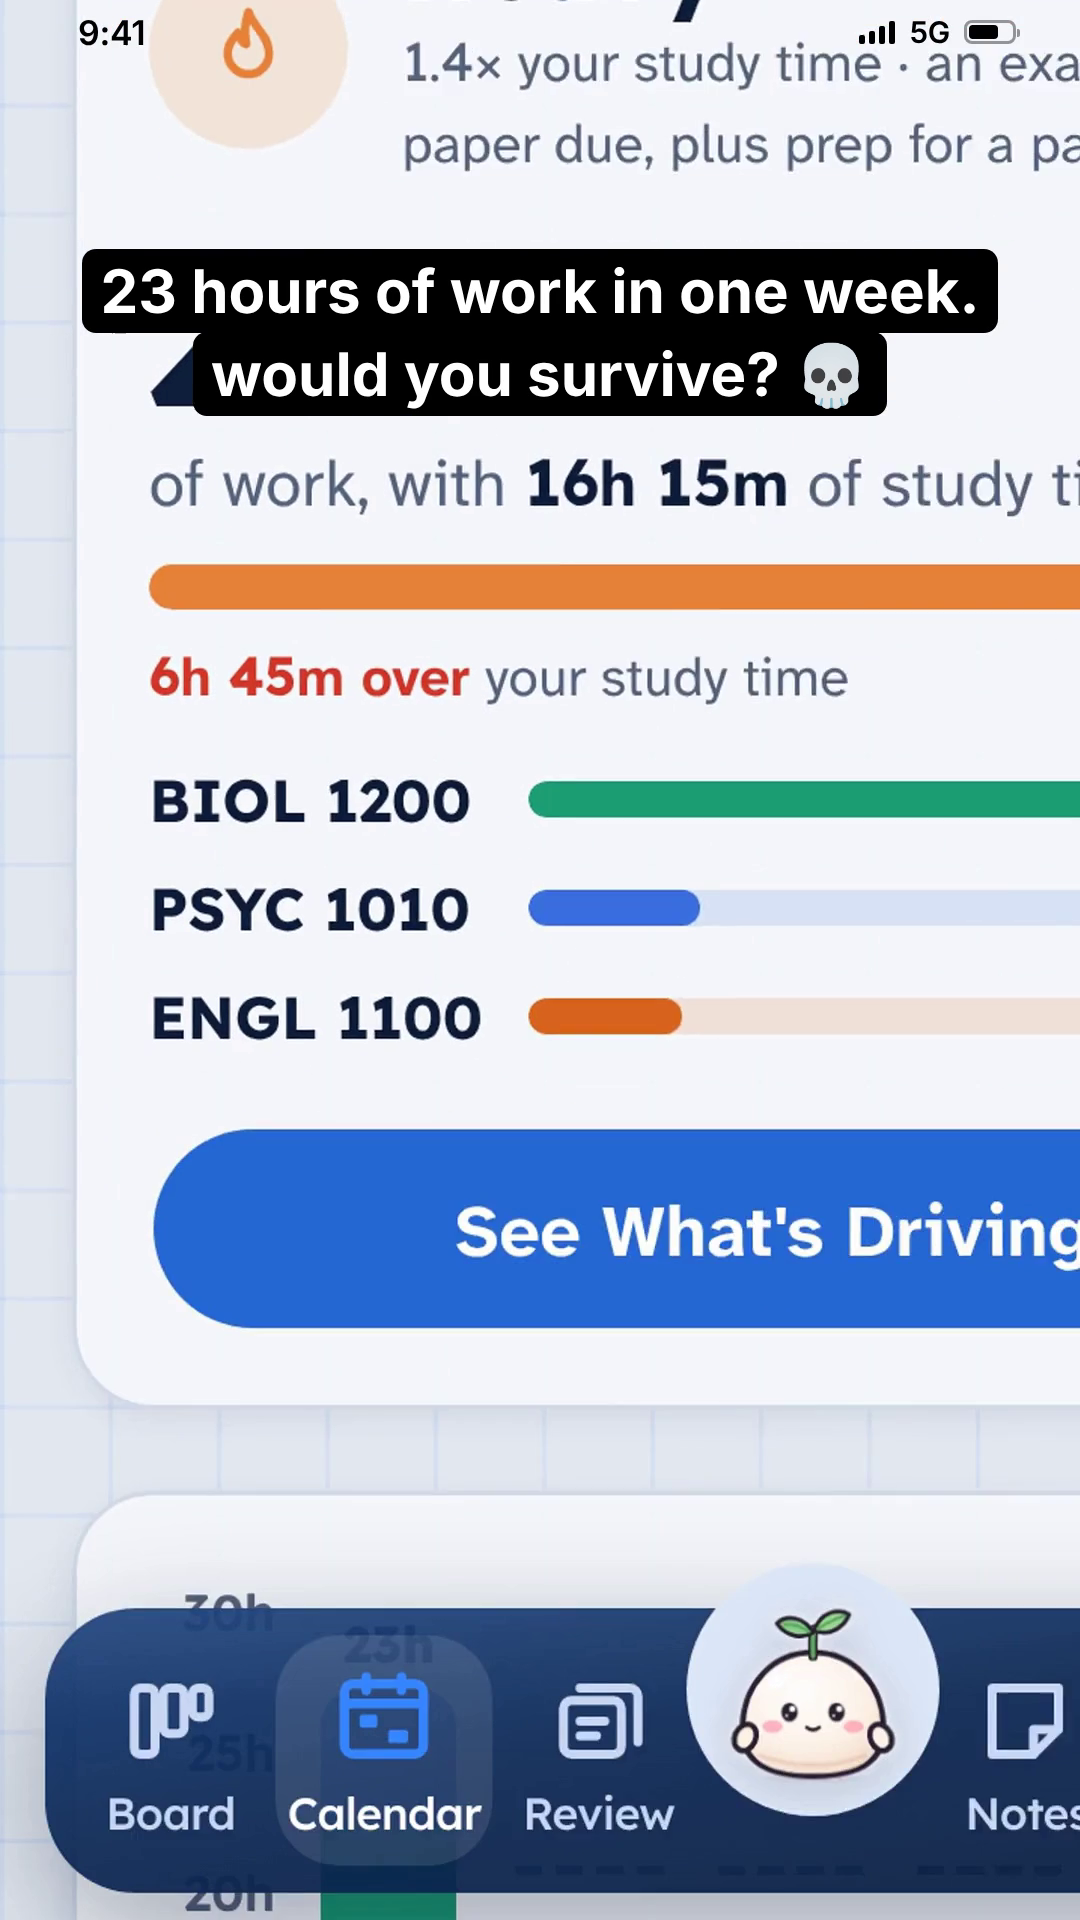 9:41
5G
1.4× your study time · an exa
paper due, plus prep for a pa
23 hours of work in one week.
would you survive? 💀
of work, with 16h 15m of study ti
6h 45m over your study time
BIOL 1200
PSYC 1010
ENGL 1100
See What's Driving
30h
23h
25h
Board
Calendar
Review
Notes
20h